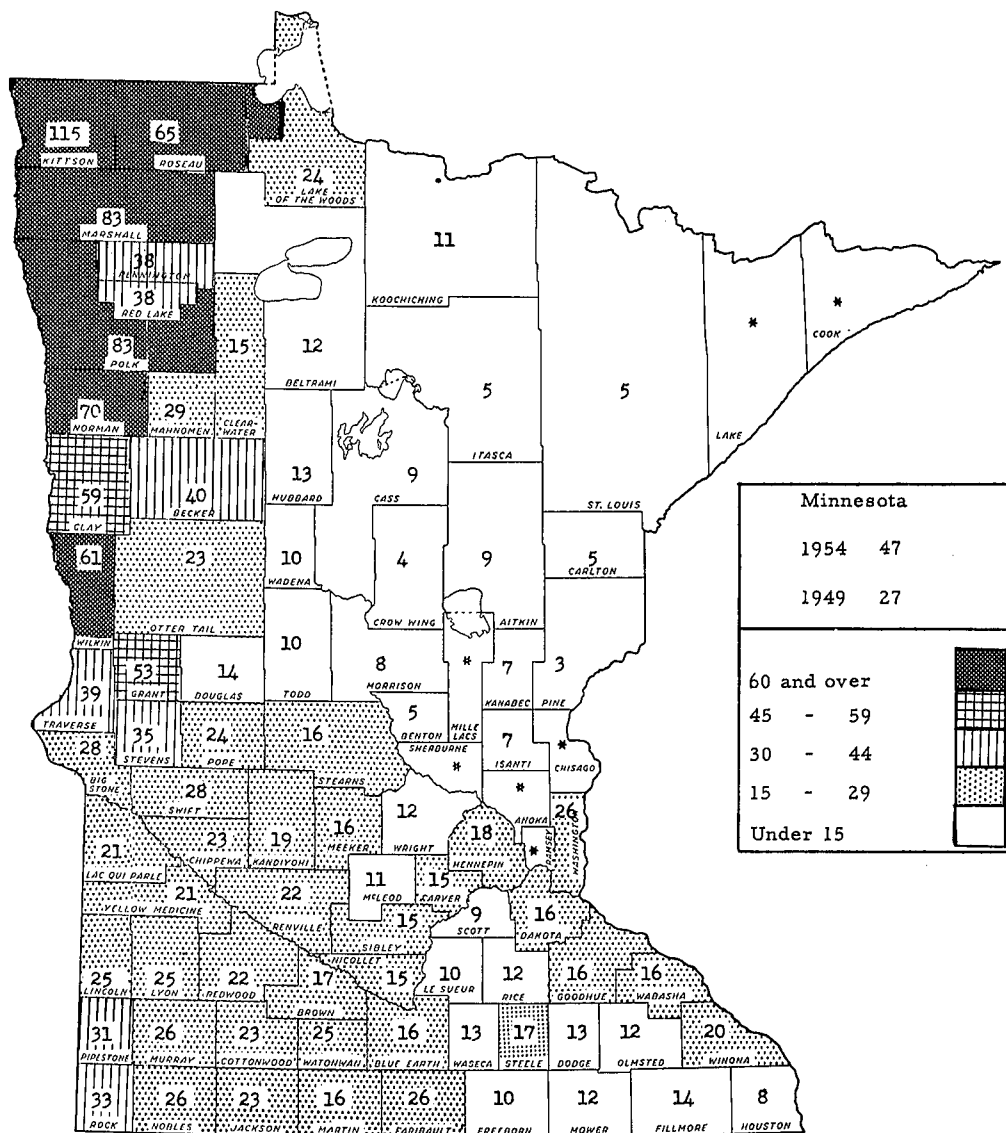 115 65
KITTSON ROSEAU
24
LAKE
OF THE WOODS
83
MARSHALL
11
KOOCHICHING
38
PENNINGTON
38
RED LAKE
* *
COOK
LAKE
83
POLK
15
CLEAR-
WATER
12
BELTRAMI
5
ITASCA
5
ST. LOUIS
70
NORMAN
29
MAHNOMEN
13
HUBBARD
9
CASS
59
CLAY
40
BECKER
61
WILKIN
23
OTTER TAIL
10
WADENA
4
CROW WING
9
AITKIN
5
CARLTON
Minnesota
1954 47
1949 27
60 and over
45 - 59
30 - 44
15 - 29
Under 15
39
TRAVERSE
53
GRANT
14
DOUGLAS
10
TODD
8
MORRISON
*
MILLE
LACS
7
KANABEC
3
PINE
28
BIG
STONE
35
STEVENS
24
POPE
16
STEARNS
5
BENTON
SHERBURNE
*
7
ISANTI
*
CHISAGO
28
SWIFT
23
CHIPPEWA
19
KANDIYOHI
16
MEEKER
12
WRIGHT
18
HENNEPIN
*
ANOKA
*
RAMSEY
26
WASHINGTON
21
LAC QUI PARLE
21
YELLOW MEDICINE
22
RENVILLE
11
McLEOD
15
CARVER
15
SIBLEY
9
SCOTT
16
DAKOTA
25
LINCOLN
25
LYON
22
REDWOOD
17
BROWN
NICOLLET
15
10
LE SUEUR
12
RICE
16
GOODHUE
16
WABASHA
31
PIPESTONE
26
MURRAY
23
COTTONWOOD
25
WATONWAN
16
BLUE EARTH
13
WASECA
17
STEELE
13
DODGE
12
OLMSTED
20
WINONA
33
ROCK
26
NOBLES
23
JACKSON
16
MARTIN
26
FARIBAULT
10
FREEBORN
12
MOWER
14
FILLMORE
8
HOUSTON